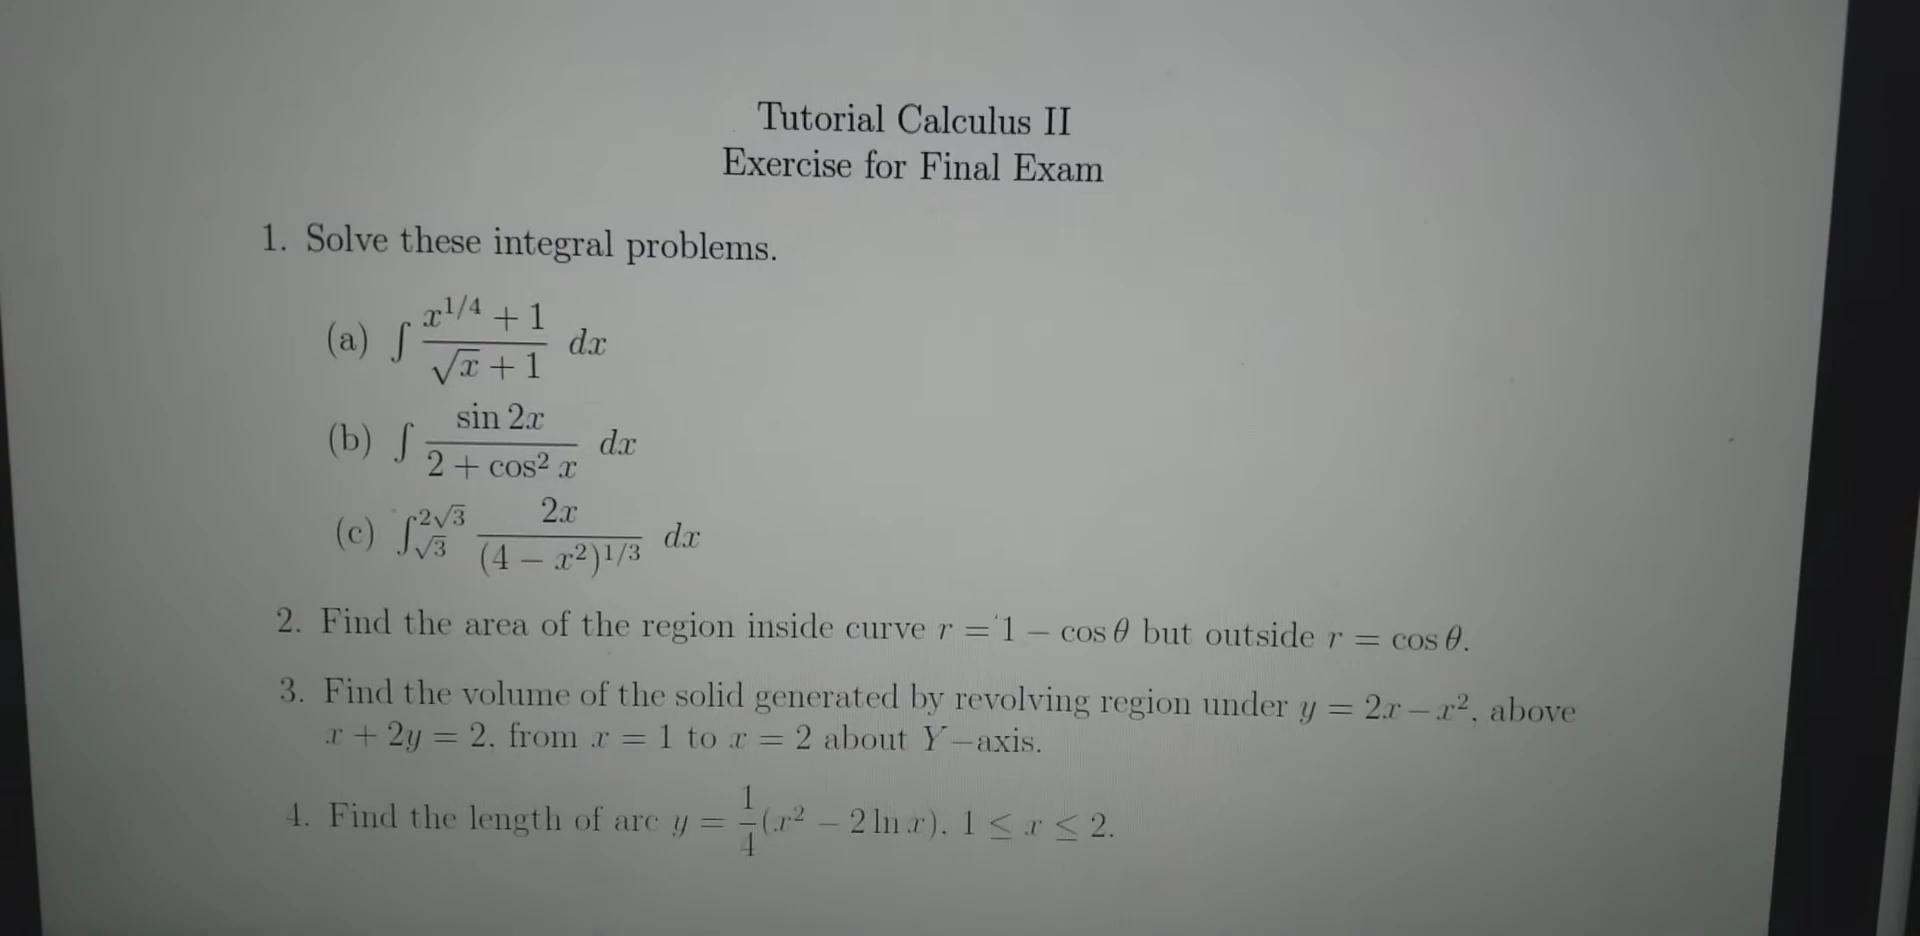 Tutorial Calculus II
Exercise for Final Exam
1. Solve these integral problems.
(a) ∫ (x^{1/4} + 1)/(√x + 1) dx
(b) ∫ (sin 2x)/(2 + cos² x) dx
(c) ∫_{√3}^{2√3} (2x)/((4 − x²)^{1/3}) dx
2. Find the area of the region inside curve r = 1 − cos θ but outside r = cos θ.
3. Find the volume of the solid generated by revolving region under y = 2x − x², above
x + 2y = 2, from x = 1 to x = 2 about Y−axis.
4. Find the length of arc y = 1/4 (x² − 2 ln x), 1 ≤ x ≤ 2.